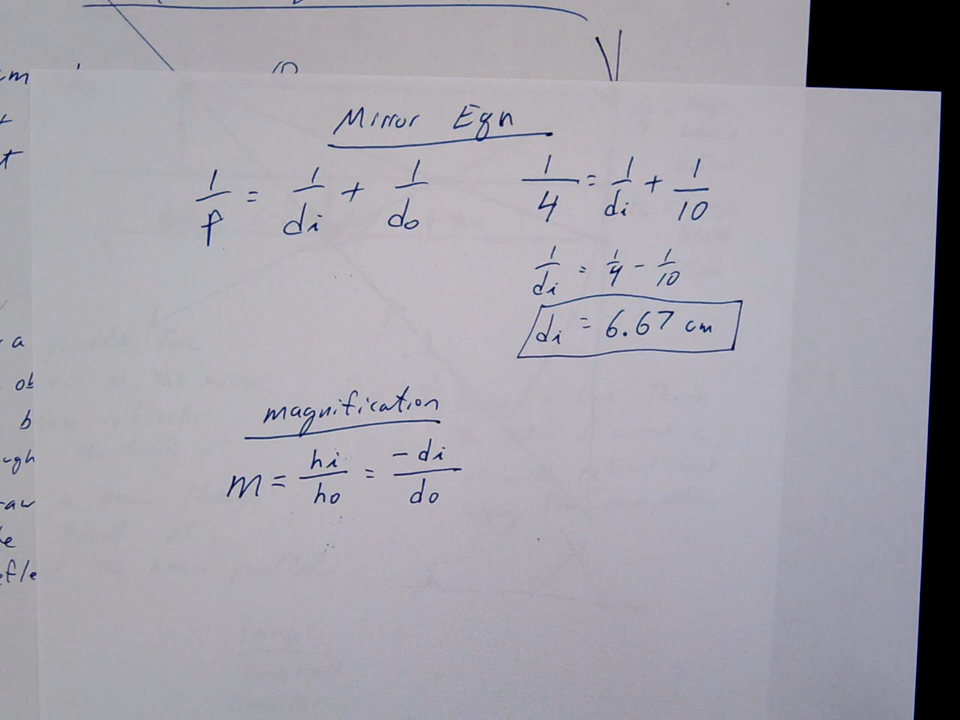 cm
Mirror Eqn
1/f = 1/di + 1/do
1/4 = 1/di + 1/10
1/di = 1/4 - 1/10
di = 6.67 cm
a
b
magnification
m = hi/ho = -di/do